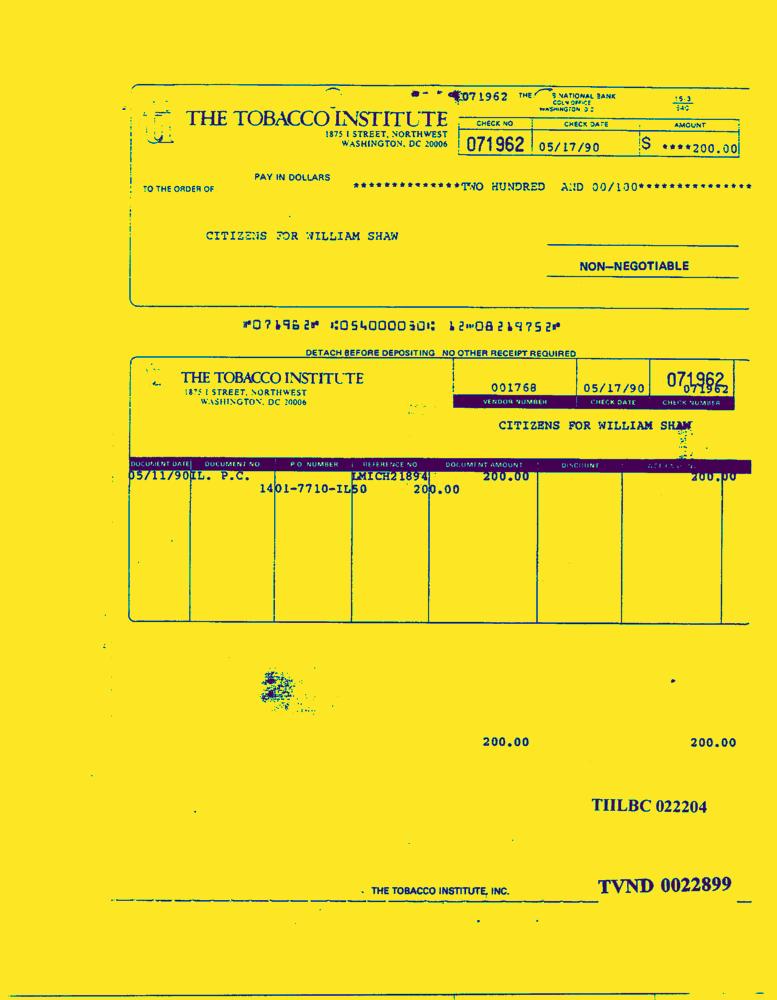 071962 THE S NATIONAL BANK
WASHINGTON, D.C.
15-3
540
THE TOBACCO INSTITUTE
1875 I STREET, NORTHWEST
WASHINGTON, DC 20006
CHECK NO CHECK DATE AMOUNT
071962 05/17/90 $ ****200.00
PAY IN DOLLARS
TO THE ORDER OF
**************TWO HUNDRED AND 00/100***************
CITIZENS FOR WILLIAM SHAW
NON-NEGOTIABLE
⑈071962⑈ ⑆054000030⑆ 12⑈08219752⑈
DETACH BEFORE DEPOSITING NO OTHER RECEIPT REQUIRED
THE TOBACCO INSTITUTE
1875 I STREET, NORTHWEST
WASHINGTON, DC 20006
001768 05/17/90 071962
071962
VENDOR NUMBER CHECK DATE CHECK NUMBER
CITIZENS FOR WILLIAM SHAW
DOCUMENT DATE DOCUMENT NO P.O. NUMBER REFERENCE NO DOCUMENT AMOUNT DISCOUNT
05/11/90 IL. P.C. LMICH21894 200.00 200.00
1401-7710-IL50 200.00
200.00 200.00
TIILBC 022204
TVND 0022899
THE TOBACCO INSTITUTE, INC.